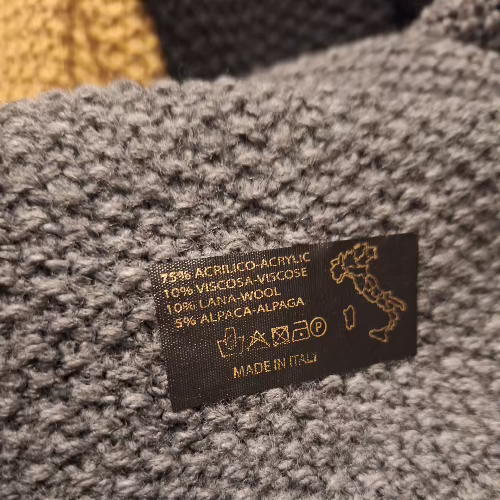 75% ACRILICO-ACRYLIC
10% VISCOSA-VISCOSE
10% LANA-WOOL
5% ALPACA-ALPAGA
P
MADE IN ITALY